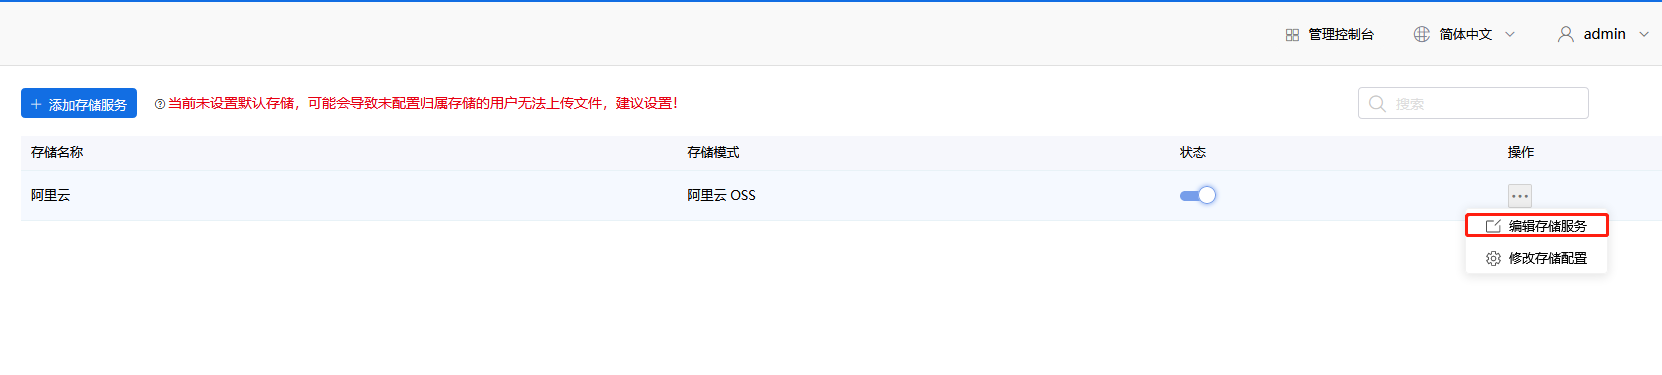 管理控制台 简体中文 admin
+ 添加存储服务 当前未设置默认存储，可能会导致未配置归属存储的用户无法上传文件，建议设置！ 搜索
存储名称 存储模式 状态 操作
阿里云 阿里云 OSS ...
编辑存储服务
修改存储配置